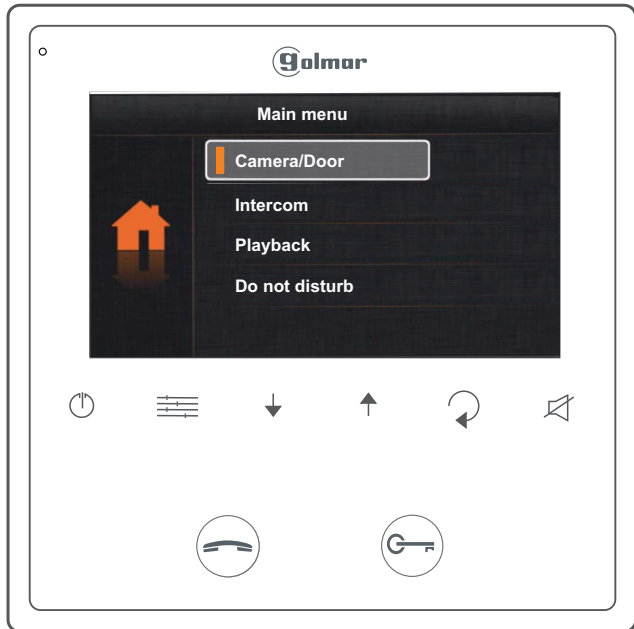 golmar
Main menu
Camera/Door
Intercom
Playback
Do not disturb